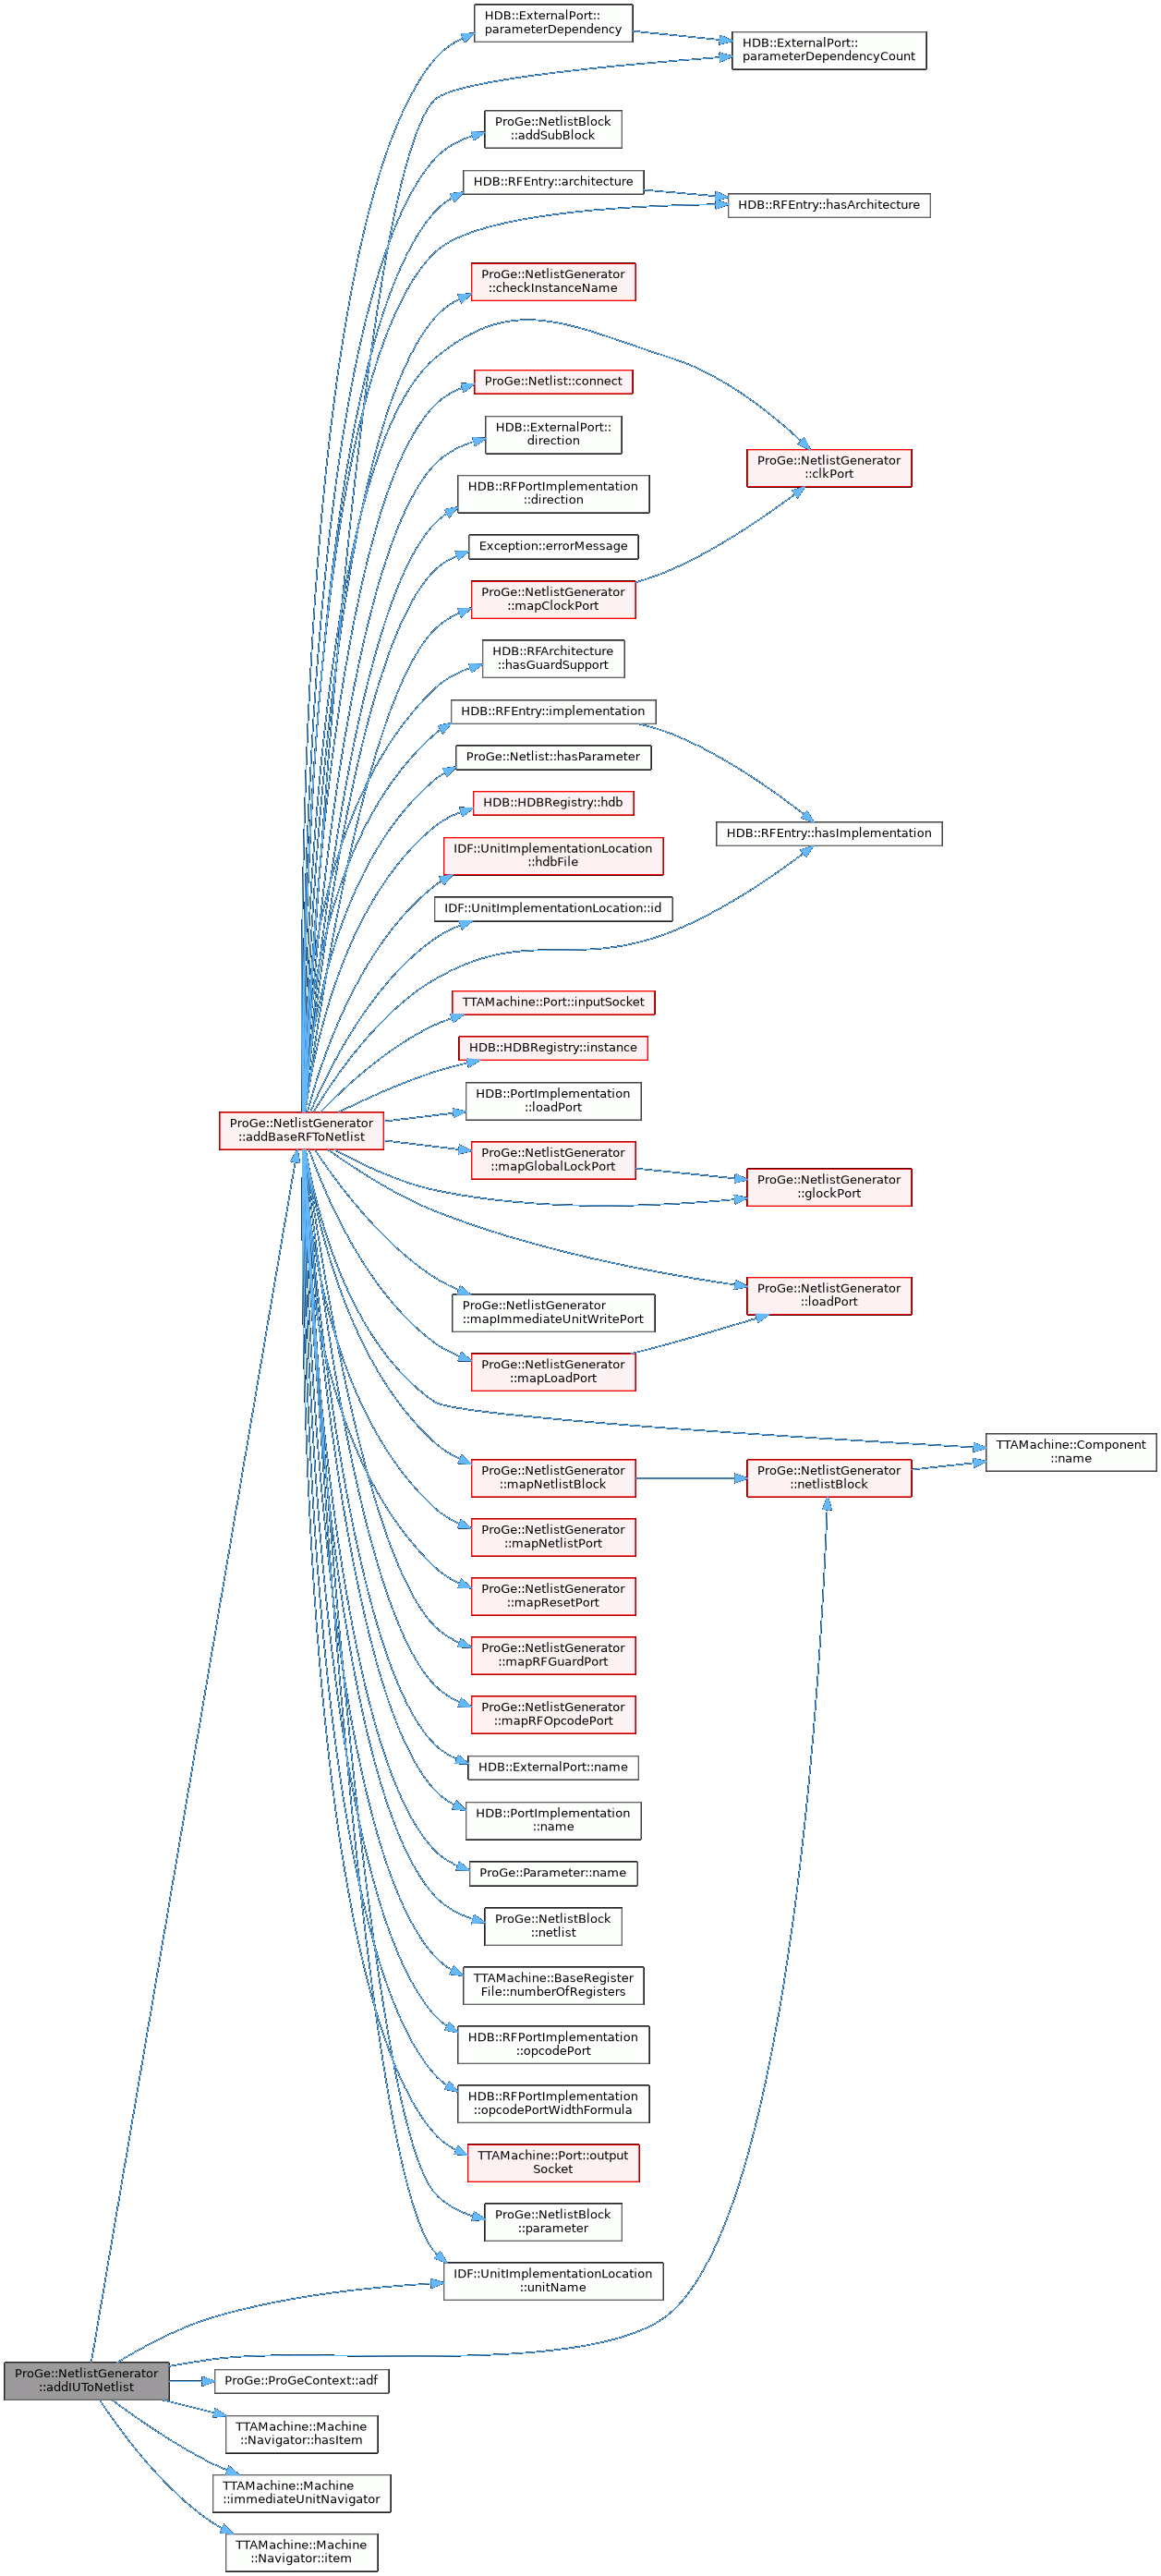 HDB::ExternalPort::
parameterDependency
HDB::ExternalPort::
parameterDependencyCount
ProGe::NetlistBlock
::addSubBlock
HDB::RFEntry::architecture
HDB::RFEntry::hasArchitecture
ProGe::NetlistGenerator
::checkInstanceName
ProGe::Netlist::connect
HDB::ExternalPort::
direction
ProGe::NetlistGenerator
::clkPort
HDB::RFPortImplementation
::direction
Exception::errorMessage
ProGe::NetlistGenerator
::mapClockPort
HDB::RFArchitecture
::hasGuardSupport
HDB::RFEntry::implementation
ProGe::Netlist::hasParameter
HDB::HDBRegistry::hdb
HDB::RFEntry::hasImplementation
IDF::UnitImplementationLocation
::hdbFile
IDF::UnitImplementationLocation::id
TTAMachine::Port::inputSocket
HDB::HDBRegistry::instance
HDB::PortImplementation
::loadPort
ProGe::NetlistGenerator
::addBaseRFToNetlist
ProGe::NetlistGenerator
::mapGlobalLockPort
ProGe::NetlistGenerator
::glockPort
ProGe::NetlistGenerator
::loadPort
ProGe::NetlistGenerator
::mapImmediateUnitWritePort
ProGe::NetlistGenerator
::mapLoadPort
TTAMachine::Component
::name
ProGe::NetlistGenerator
::mapNetlistBlock
ProGe::NetlistGenerator
::netlistBlock
ProGe::NetlistGenerator
::mapNetlistPort
ProGe::NetlistGenerator
::mapResetPort
ProGe::NetlistGenerator
::mapRFGuardPort
ProGe::NetlistGenerator
::mapRFOpcodePort
HDB::ExternalPort::name
HDB::PortImplementation
::name
ProGe::Parameter::name
ProGe::NetlistBlock
::netlist
TTAMachine::BaseRegister
File::numberOfRegisters
HDB::RFPortImplementation
::opcodePort
HDB::RFPortImplementation
::opcodePortWidthFormula
TTAMachine::Port::output
Socket
ProGe::NetlistBlock
::parameter
IDF::UnitImplementationLocation
::unitName
ProGe::NetlistGenerator
::addIUToNetlist
ProGe::ProGeContext::adf
TTAMachine::Machine
::Navigator::hasItem
TTAMachine::Machine
::immediateUnitNavigator
TTAMachine::Machine
::Navigator::item